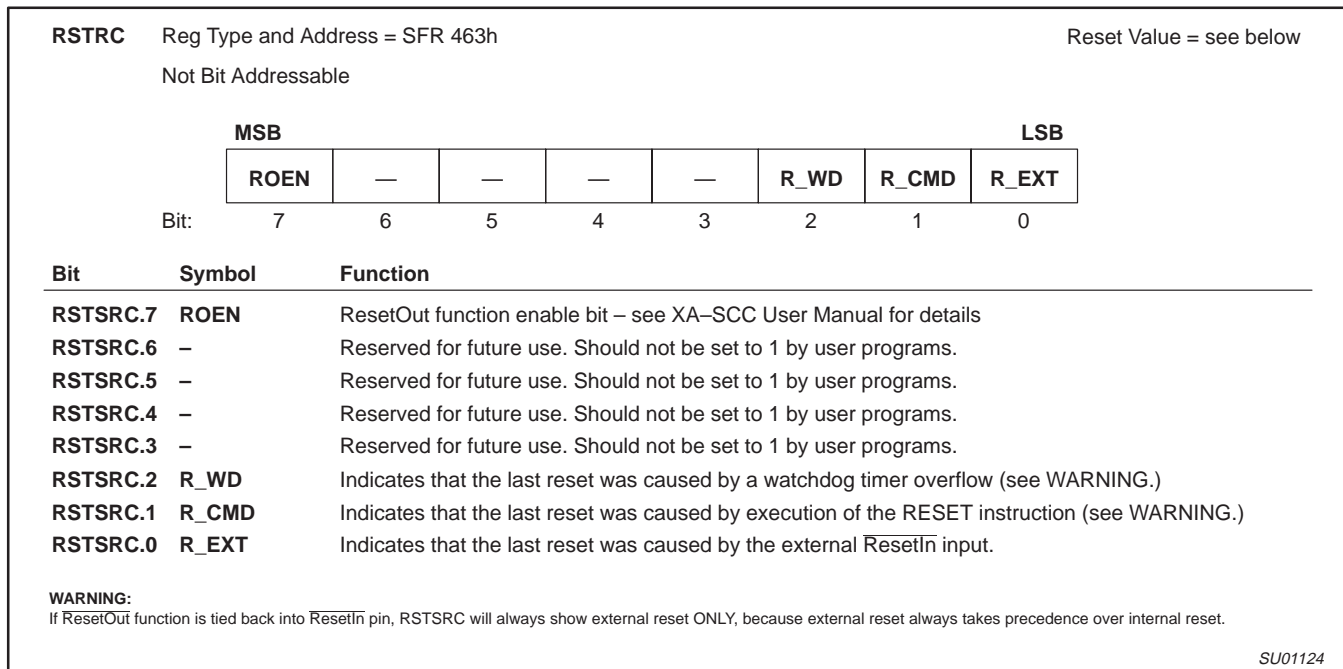 RSTRC Reg Type and Address = SFR 463h Reset Value = see below
Not Bit Addressable
MSB LSB
ROEN — — — — R_WD R_CMD R_EXT
Bit: 7 6 5 4 3 2 1 0
Bit Symbol Function
RSTSRC.7 ROEN ResetOut function enable bit – see XA–SCC User Manual for details
RSTSRC.6 – Reserved for future use. Should not be set to 1 by user programs.
RSTSRC.5 – Reserved for future use. Should not be set to 1 by user programs.
RSTSRC.4 – Reserved for future use. Should not be set to 1 by user programs.
RSTSRC.3 – Reserved for future use. Should not be set to 1 by user programs.
RSTSRC.2 R_WD Indicates that the last reset was caused by a watchdog timer overflow (see WARNING.)
RSTSRC.1 R_CMD Indicates that the last reset was caused by execution of the RESET instruction (see WARNING.)
RSTSRC.0 R_EXT Indicates that the last reset was caused by the external ResetIn input.
WARNING:
If ResetOut function is tied back into ResetIn pin, RSTSRC will always show external reset ONLY, because external reset always takes precedence over internal reset.
SU01124